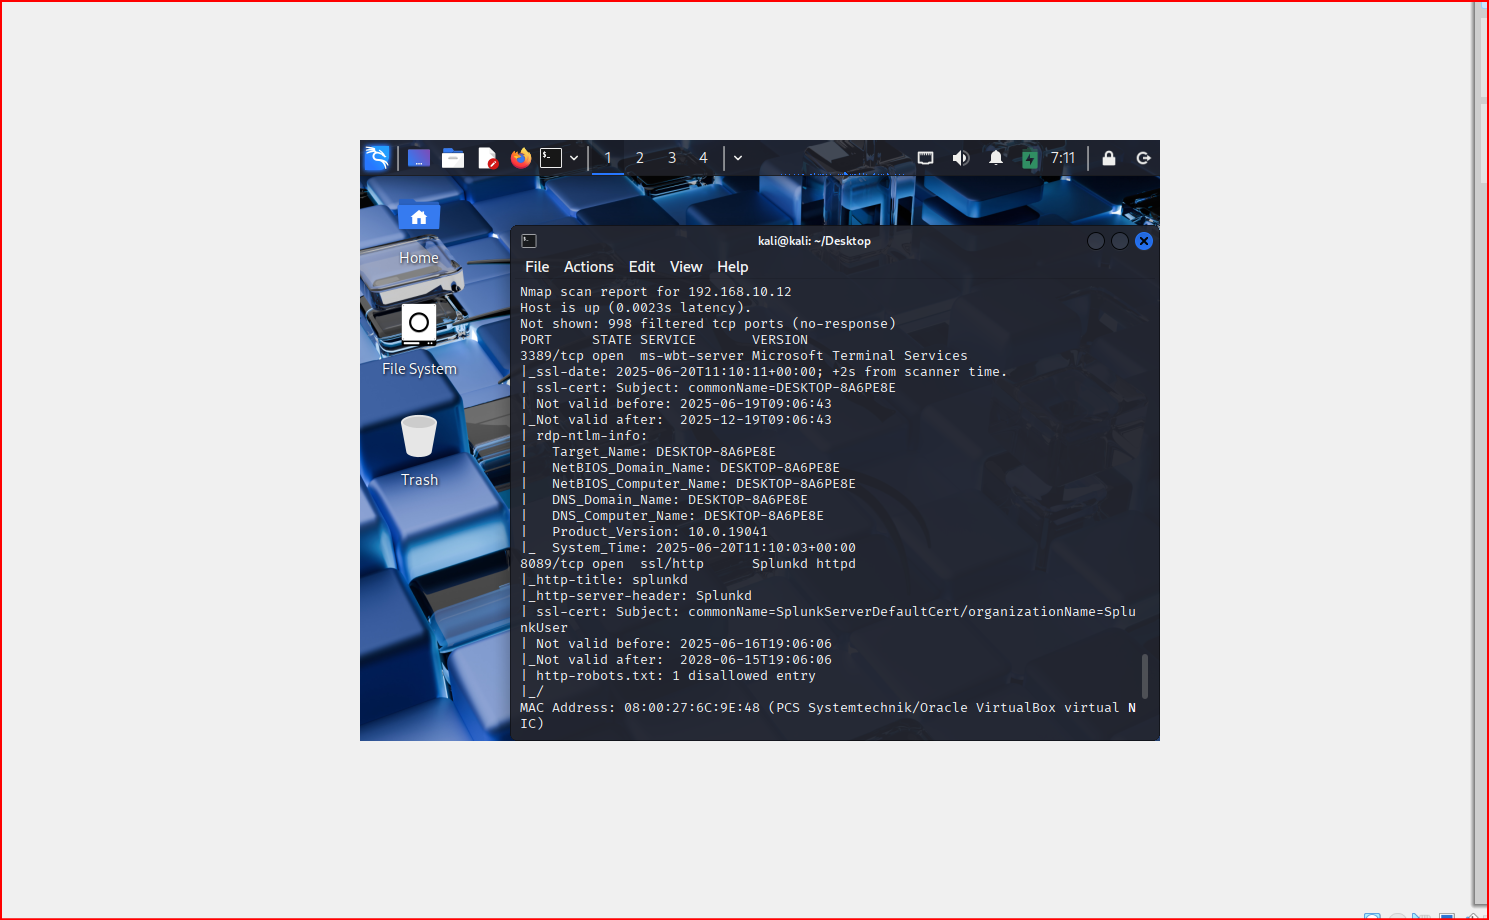 1 2 3 4 7:11
Home
File System
Trash
kali@kali: ~/Desktop
File Actions Edit View Help
Nmap scan report for 192.168.10.12
Host is up (0.0023s latency).
Not shown: 998 filtered tcp ports (no-response)
PORT     STATE SERVICE       VERSION
3389/tcp open  ms-wbt-server Microsoft Terminal Services
|_ssl-date: 2025-06-20T11:10:11+00:00; +2s from scanner time.
| ssl-cert: Subject: commonName=DESKTOP-8A6PE8E
| Not valid before: 2025-06-19T09:06:43
|_Not valid after:  2025-12-19T09:06:43
| rdp-ntlm-info:
|   Target_Name: DESKTOP-8A6PE8E
|   NetBIOS_Domain_Name: DESKTOP-8A6PE8E
|   NetBIOS_Computer_Name: DESKTOP-8A6PE8E
|   DNS_Domain_Name: DESKTOP-8A6PE8E
|   DNS_Computer_Name: DESKTOP-8A6PE8E
|   Product_Version: 10.0.19041
|_  System_Time: 2025-06-20T11:10:03+00:00
8089/tcp open  ssl/http      Splunkd httpd
|_http-title: splunkd
|_http-server-header: Splunkd
| ssl-cert: Subject: commonName=SplunkServerDefaultCert/organizationName=Splu
nkUser
| Not valid before: 2025-06-16T19:06:06
|_Not valid after:  2028-06-15T19:06:06
| http-robots.txt: 1 disallowed entry
|_/
MAC Address: 08:00:27:6C:9E:48 (PCS Systemtechnik/Oracle VirtualBox virtual N
IC)